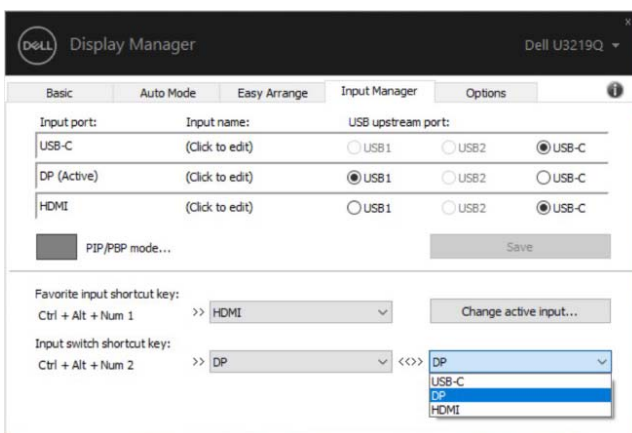 x
DELL Display Manager Dell U3219Q
Basic Auto Mode Easy Arrange Input Manager Options i
Input port: Input name: USB upstream port:
USB-C (Click to edit) USB1 USB2 USB-C
DP (Active) (Click to edit) USB1 USB2 USB-C
HDMI (Click to edit) USB1 USB2 USB-C
PIP/PBP mode... Save
Favorite input shortcut key:
Ctrl + Alt + Num 1 >> HDMI Change active input...
Input switch shortcut key:
Ctrl + Alt + Num 2 >> DP <<>> DP
USB-C
DP
HDMI